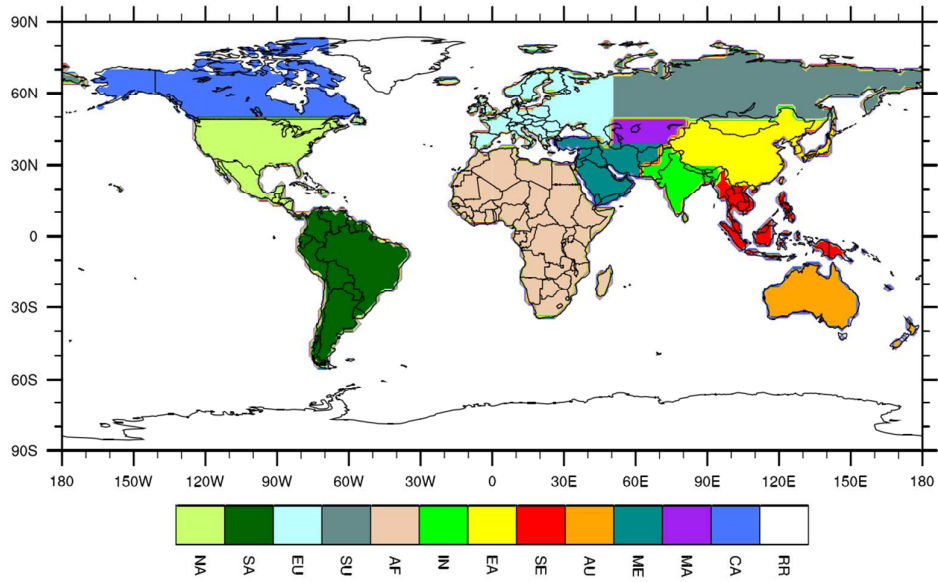 90N
60N
30N
0
30S
60S
90S
180 150W 120W 90W 60W 30W 0 30E 60E 90E 120E 150E 180
NA SA EU SU AF IN EA SE AU ME MA CA RR